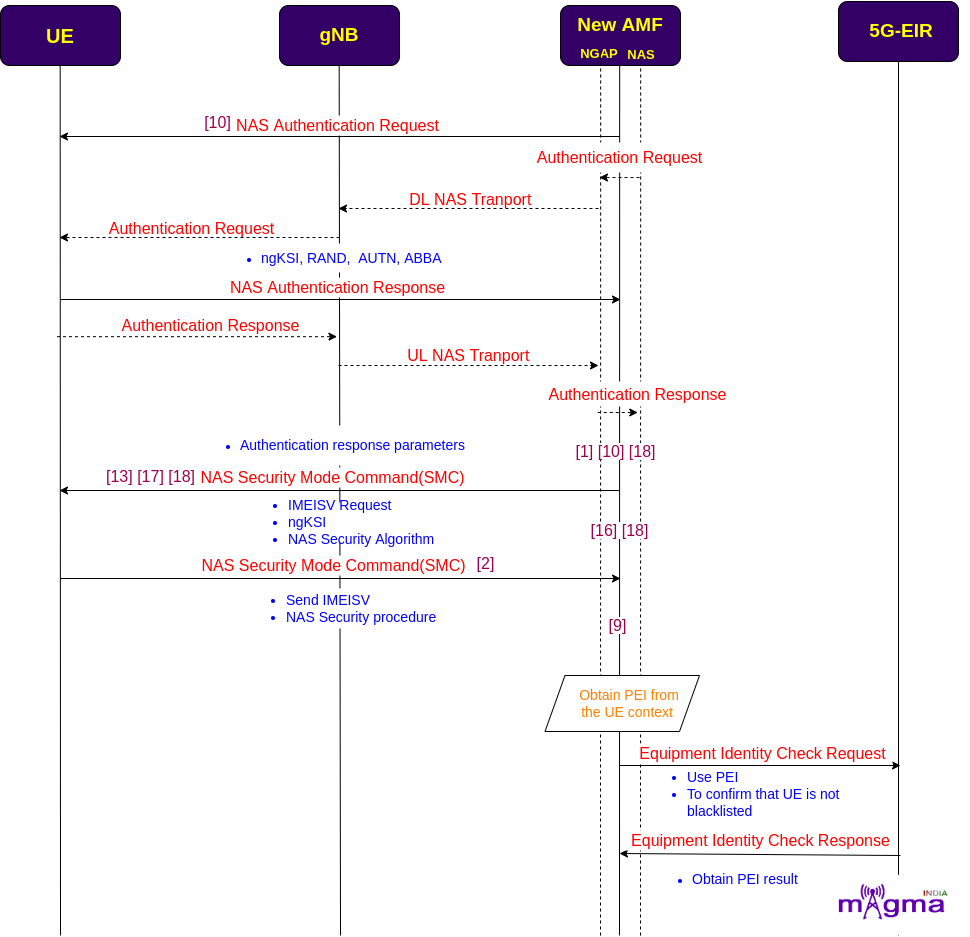 UE
gNB
New AMF
NGAP NAS
5G-EIR
[10] NAS Authentication Request
Authentication Request
DL NAS Tranport
Authentication Request
ngKSI, RAND, AUTN, ABBA
NAS Authentication Response
Authentication Response
UL NAS Tranport
Authentication Response
Authentication response parameters
[1] [10] [18]
[13] [17] [18] NAS Security Mode Command(SMC)
IMEISV Request
ngKSI
NAS Security Algorithm
[16] [18]
NAS Security Mode Command(SMC) [2]
Send IMEISV
NAS Security procedure
[9]
Obtain PEI from
the UE context
Equipment Identity Check Request
Use PEI
To confirm that UE is not
blacklisted
Equipment Identity Check Response
Obtain PEI result
INDIA
magma